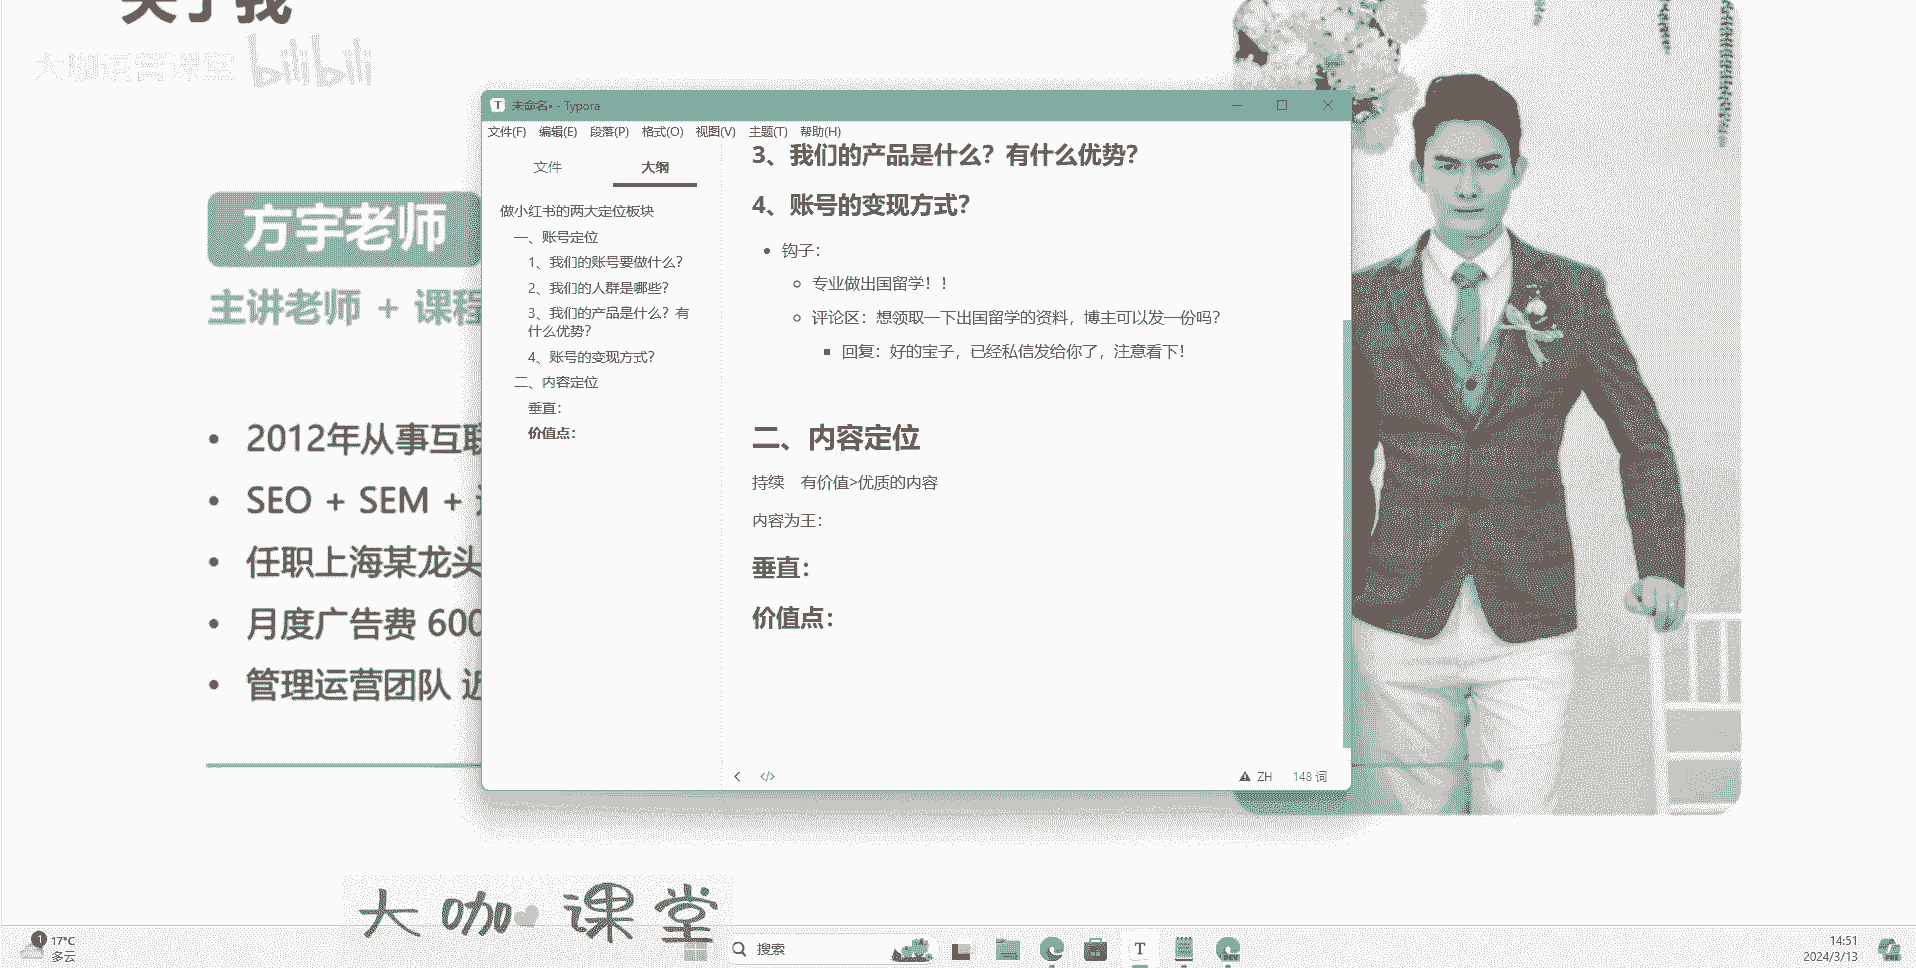 关于我
大咖运营课堂 bilibili
方宇老师
主讲老师 + 课程
• 2012年从事互联
• SEO + SEM +
• 任职上海某龙头
• 月度广告费 600
• 管理运营团队 近
未命名• - Typora
文件(F) 编辑(E) 段落(P) 格式(O) 视图(V) 主题(T) 帮助(H)
文件 大纲
做小红书的两大定位板块
一、账号定位
1、我们的账号要做什么？
2、我们的人群是哪些？
3、我们的产品是什么？有
什么优势？
4、账号的变现方式？
二、内容定位
垂直：
价值点：
3、我们的产品是什么？有什么优势？
4、账号的变现方式？
• 钩子：
专业做出国留学！！
评论区：想领取一下出国留学的资料，博主可以发一份吗？
回复：好的宝子，已经私信发给你了，注意看下！
二、内容定位
持续 有价值>优质的内容
内容为王：
垂直：
价值点：
ZH 148 词
大咖课堂
1
17°C
多云
搜索
14:51
2024/3/13